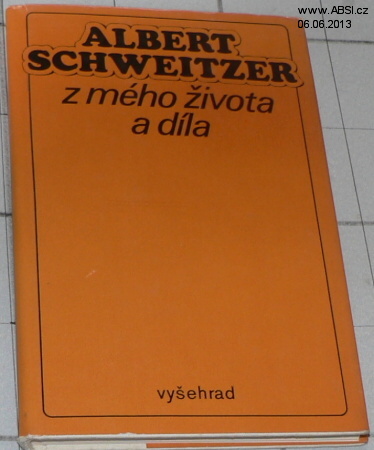 www.ABSI.cz
06.06.2013
ALBERT
SCHWEITZER
z mého života
a díla
vyšehrad